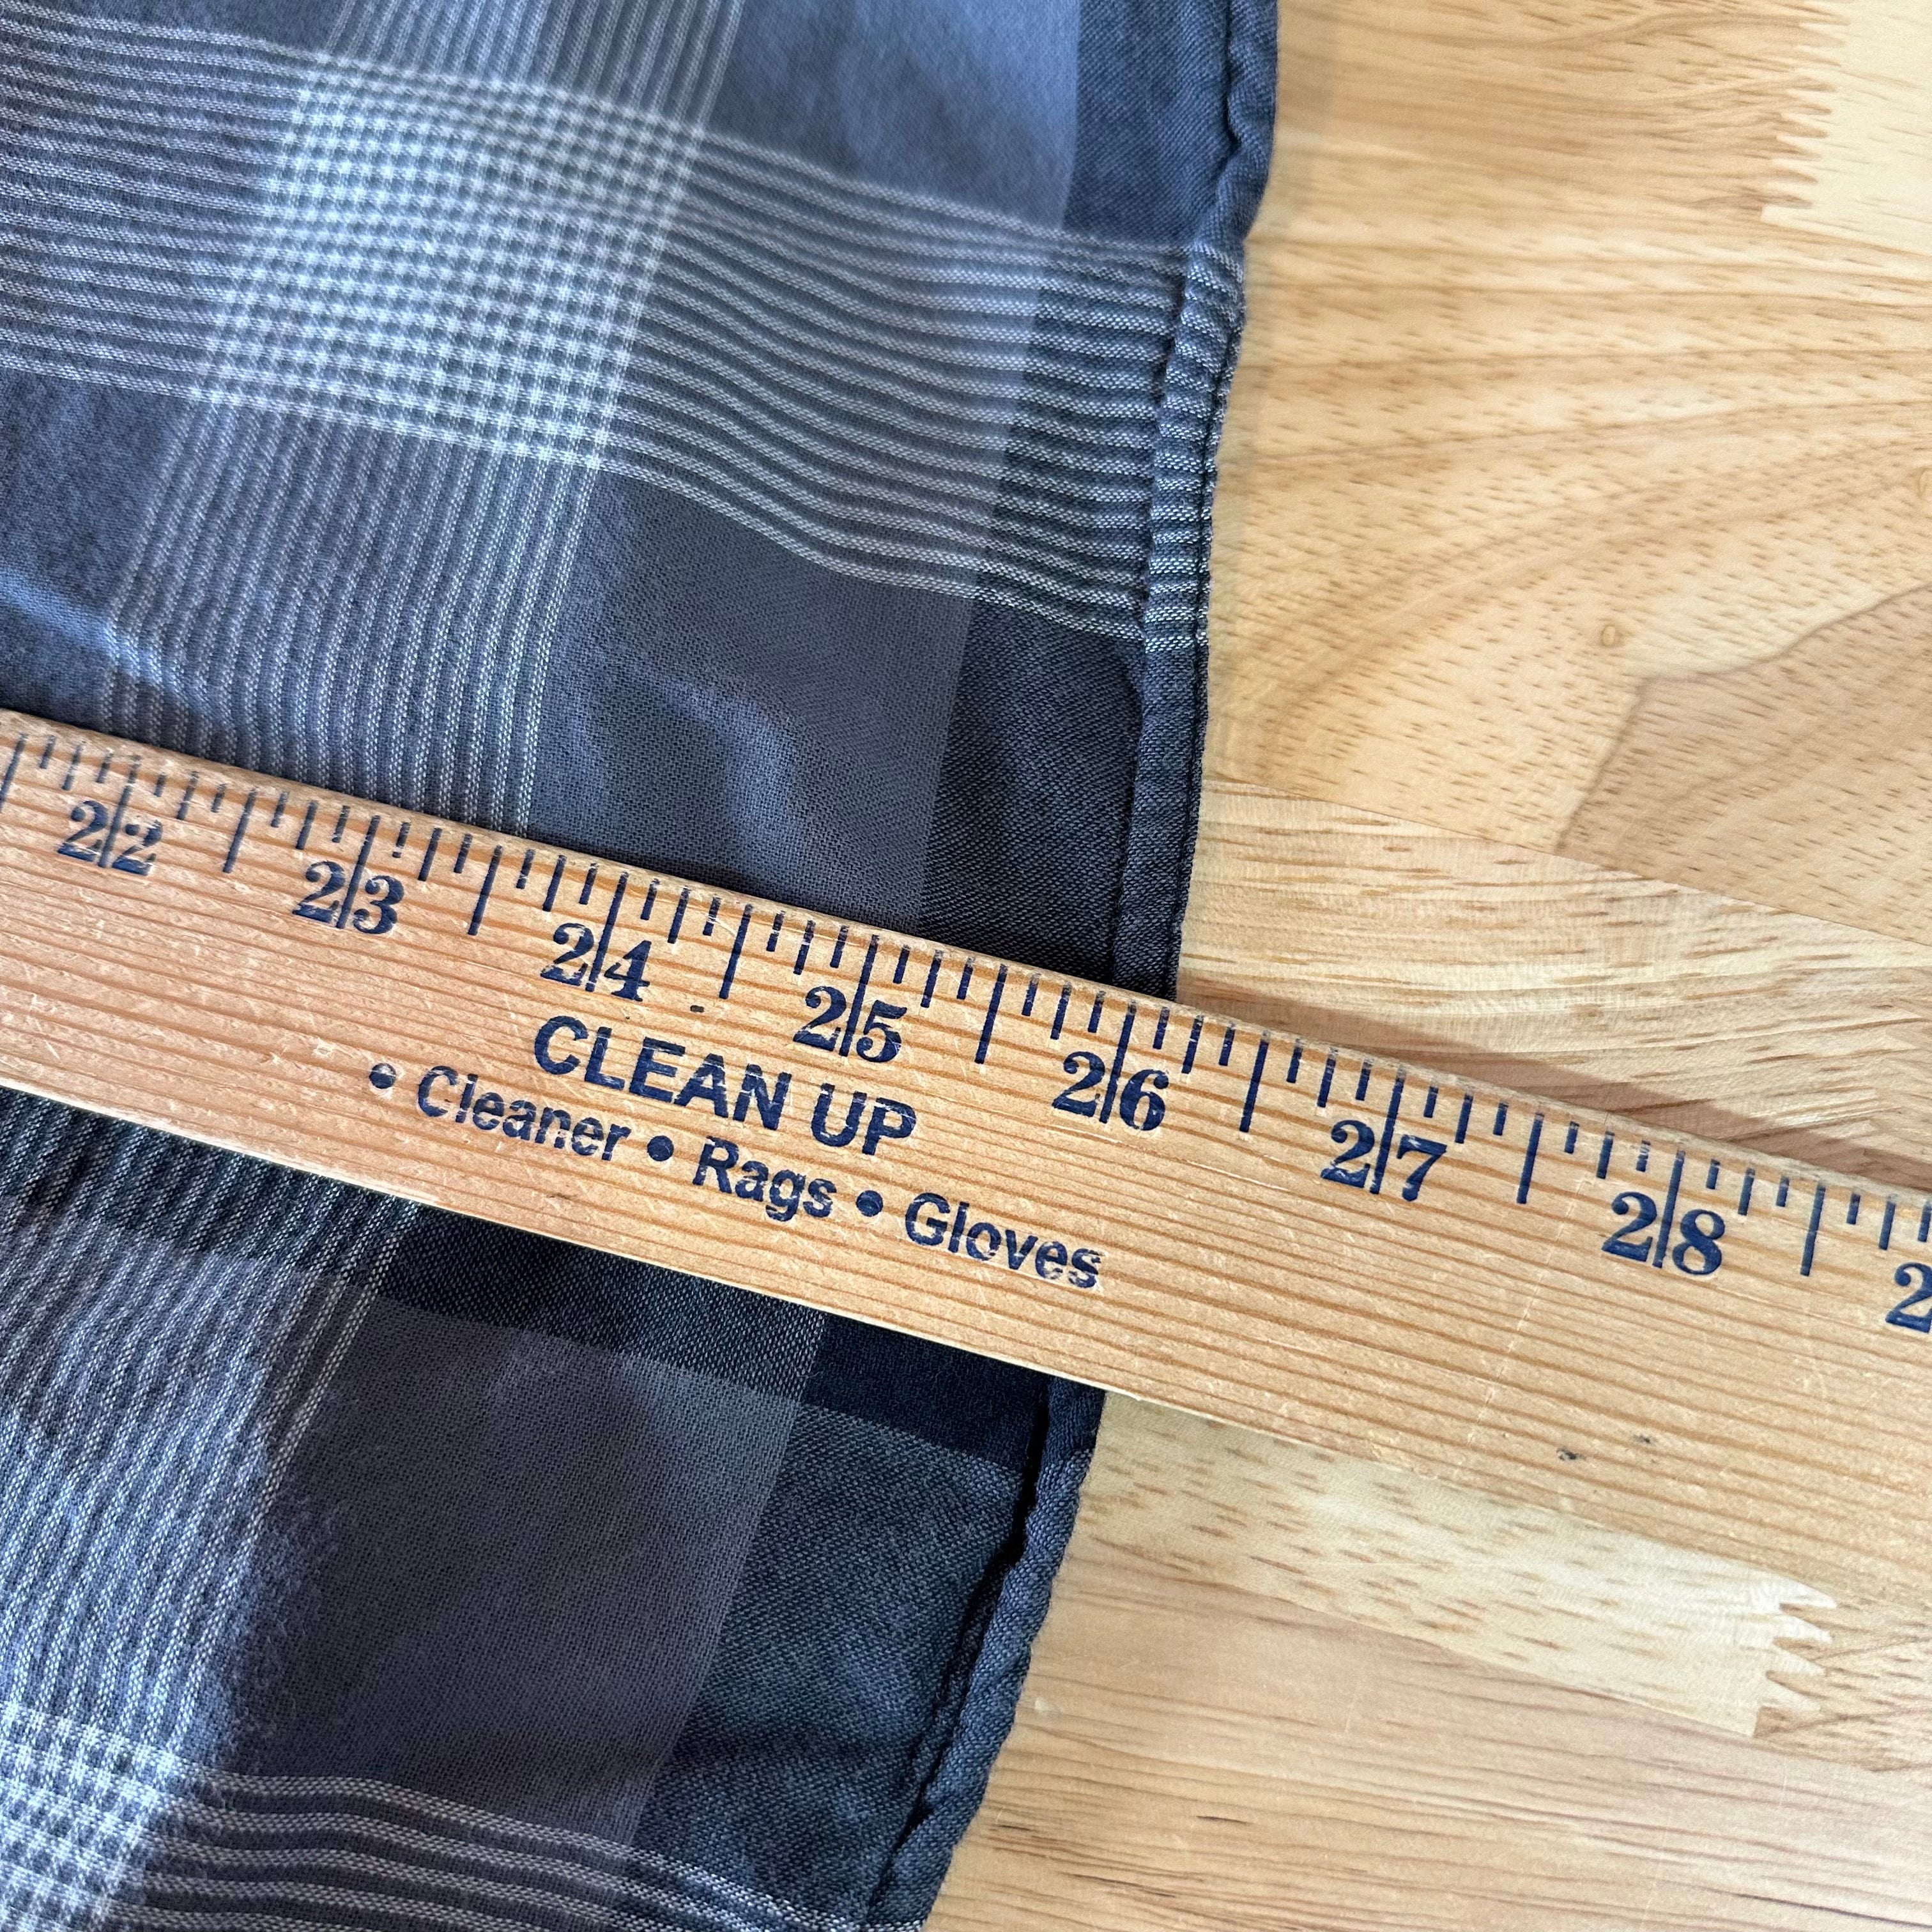 22 23 24 25 26 27 28
CLEAN UP
• Cleaner • Rags • Gloves